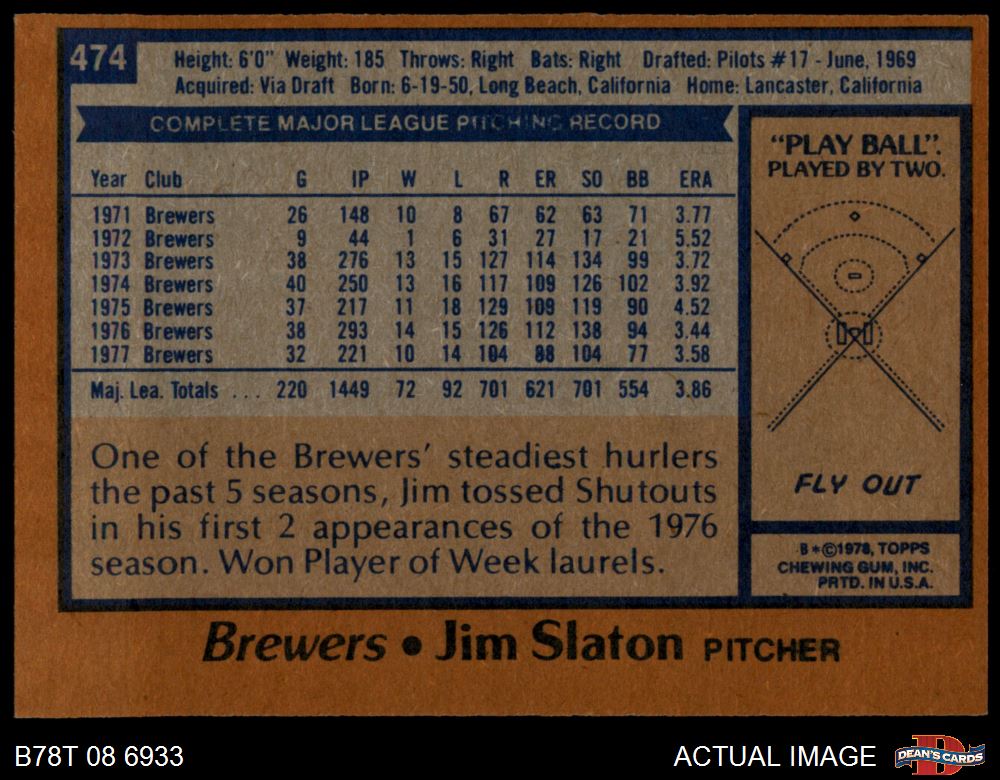 474
Height: 6'0" Weight: 185 Throws: Right Bats: Right Drafted: Pilots #17 - June, 1969
Acquired: Via Draft Born: 6-19-50, Long Beach, California Home: Lancaster, California
COMPLETE MAJOR LEAGUE PITCHING RECORD
Year Club G IP W L R ER SO BB ERA
1971 Brewers 26 148 10 8 67 62 63 71 3.77
1972 Brewers 9 44 1 6 31 27 17 21 5.52
1973 Brewers 38 276 13 15 127 114 134 99 3.72
1974 Brewers 40 250 13 16 117 109 126 102 3.92
1975 Brewers 37 217 11 18 129 109 119 90 4.52
1976 Brewers 38 293 14 15 126 112 138 94 3.44
1977 Brewers 32 221 10 14 104 88 104 77 3.58
Maj. Lea. Totals ... 220 1449 72 92 701 621 701 554 3.86
One of the Brewers' steadiest hurlers
the past 5 seasons, Jim tossed Shutouts
in his first 2 appearances of the 1976
season. Won Player of Week laurels.
"PLAY BALL".
PLAYED BY TWO.
FLY OUT
B*©1978, TOPPS
CHEWING GUM, INC.
PRTD. IN U.S.A.
Brewers • Jim Slaton PITCHER
B78T 08 6933
ACTUAL IMAGE
D
DEAN'S CARDS